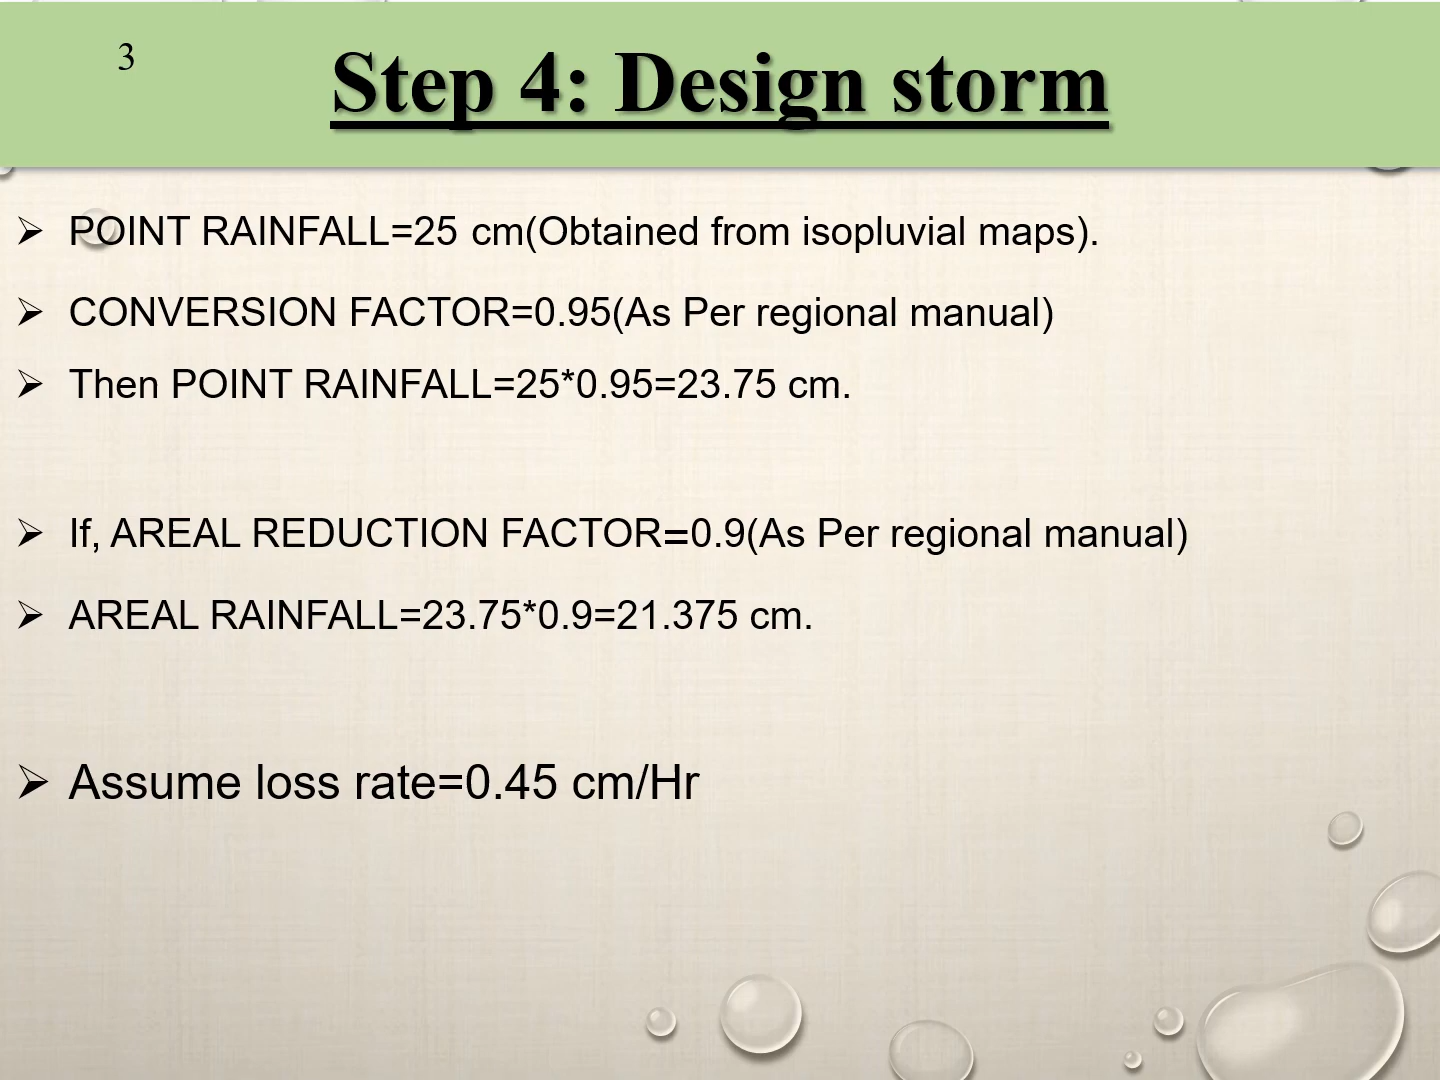 3
Step 4: Design storm
➢ POINT RAINFALL=25 cm(Obtained from isopluvial maps).
➢ CONVERSION FACTOR=0.95(As Per regional manual)
➢ Then POINT RAINFALL=25*0.95=23.75 cm.
➢ If, AREAL REDUCTION FACTOR=0.9(As Per regional manual)
➢ AREAL RAINFALL=23.75*0.9=21.375 cm.
➢ Assume loss rate=0.45 cm/Hr